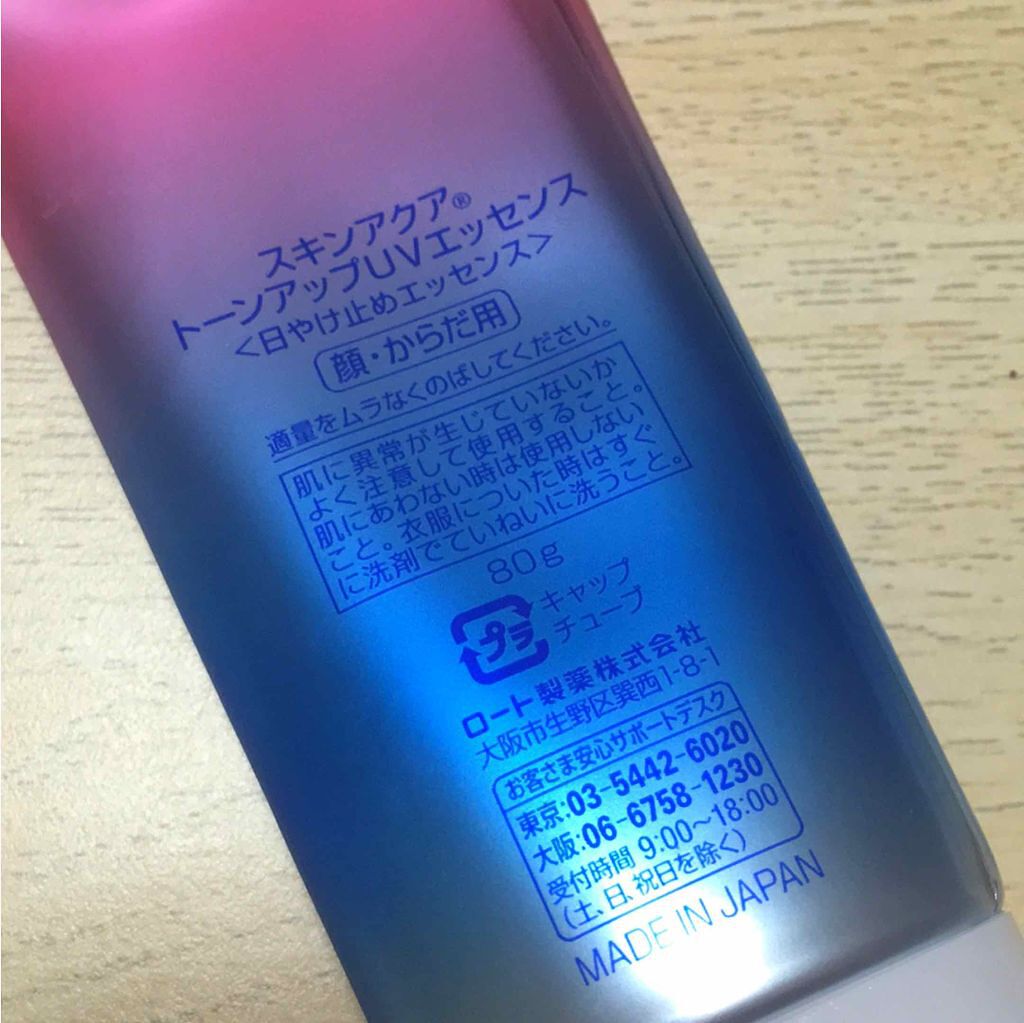 スキンアクア®
トーンアップUVエッセンス
<日やけ止めエッセンス>
顔・からだ用
適量をムラなくのばしてください。
肌に異常が生じていないか
よく注意して使用すること。
肌にあわない時は使用しない
こと。衣服についた時はすぐ
に洗剤でていねいに洗うこと。
80g
プラ
キャップ
チューブ
ロート製薬株式会社
大阪市生野区巽西1-8-1
お客さま安心サポートデスク
東京:03-5442-6020
大阪:06-6758-1230
受付時間 9:00~18:00
(土、日、祝日を除く)
MADE IN JAPAN